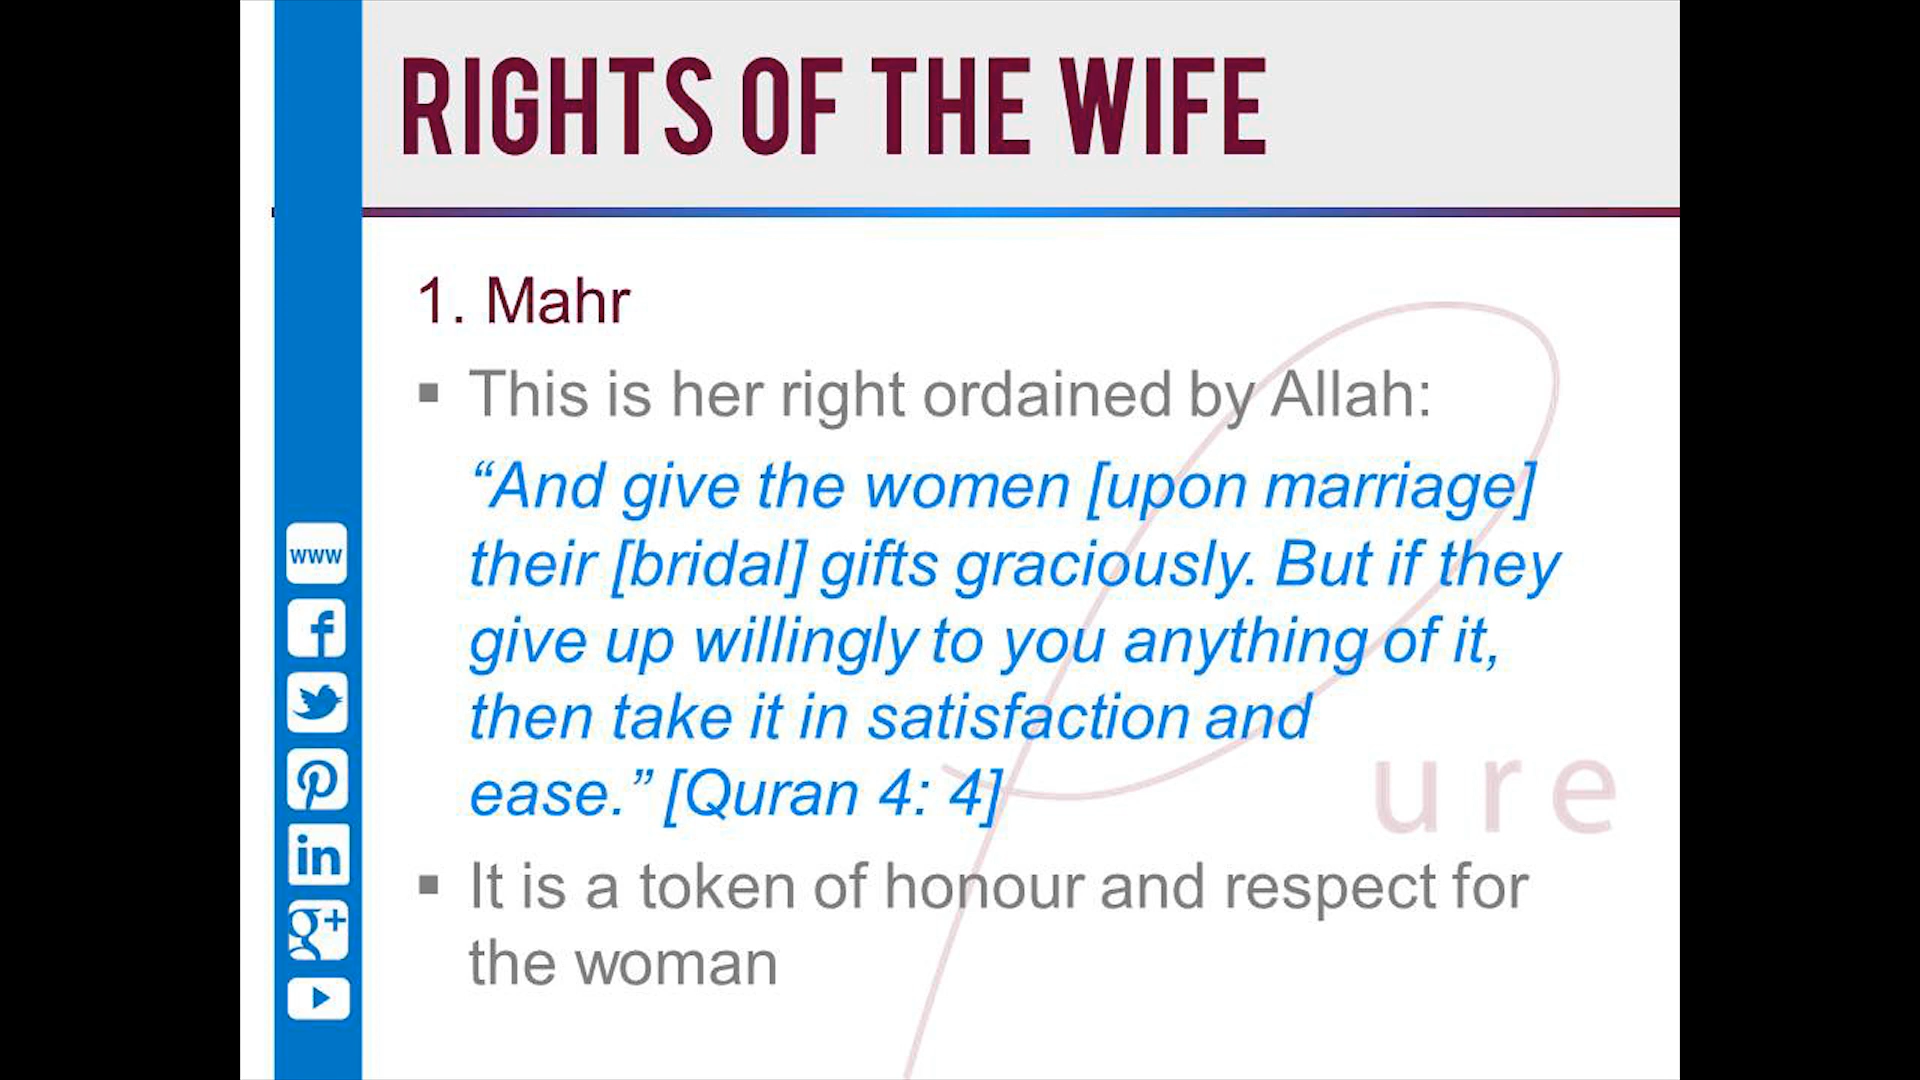 RIGHTS OF THE WIFE
1. Mahr
▪ This is her right ordained by Allah:
“And give the women [upon marriage]
their [bridal] gifts graciously. But if they
give up willingly to you anything of it,
then take it in satisfaction and
ease.” [Quran 4: 4]
▪ It is a token of honour and respect for
the woman
Pure
www
f
in
g+